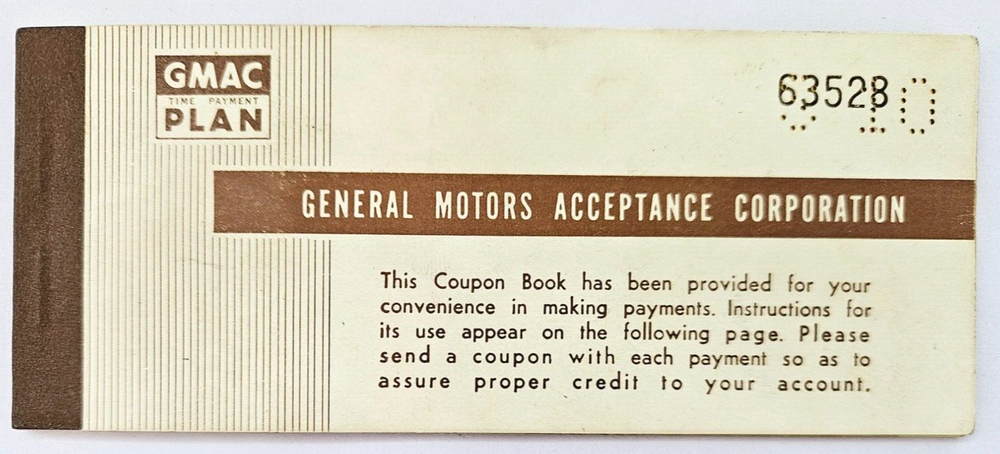 GMAC
TIME PAYMENT
PLAN
63528
GENERAL MOTORS ACCEPTANCE CORPORATION
This Coupon Book has been provided for your
convenience in making payments. Instructions for
its use appear on the following page. Please
send a coupon with each payment so as to
assure proper credit to your account.